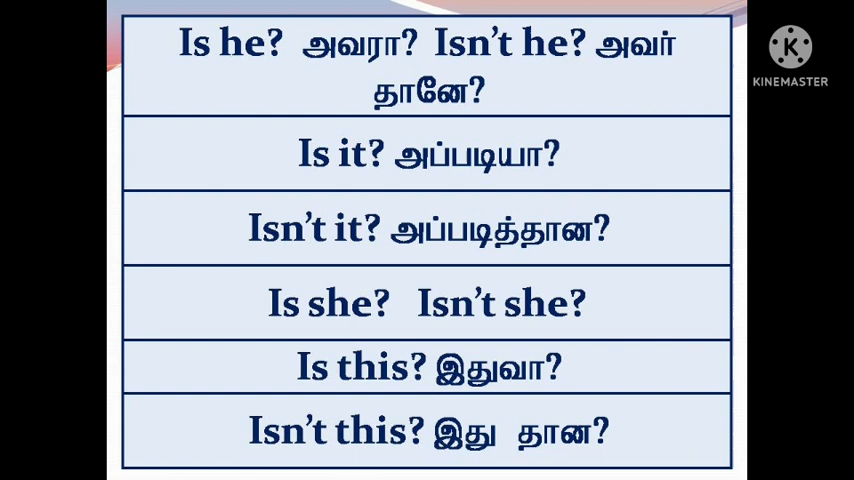 Is he? அவரா? Isn't he? அவர்
தானே?
Is it? அப்படியா?
Isn't it? அப்படித்தான?
Is she? Isn't she?
Is this? இதுவா?
Isn't this? இது தான?
K
KINEMASTER